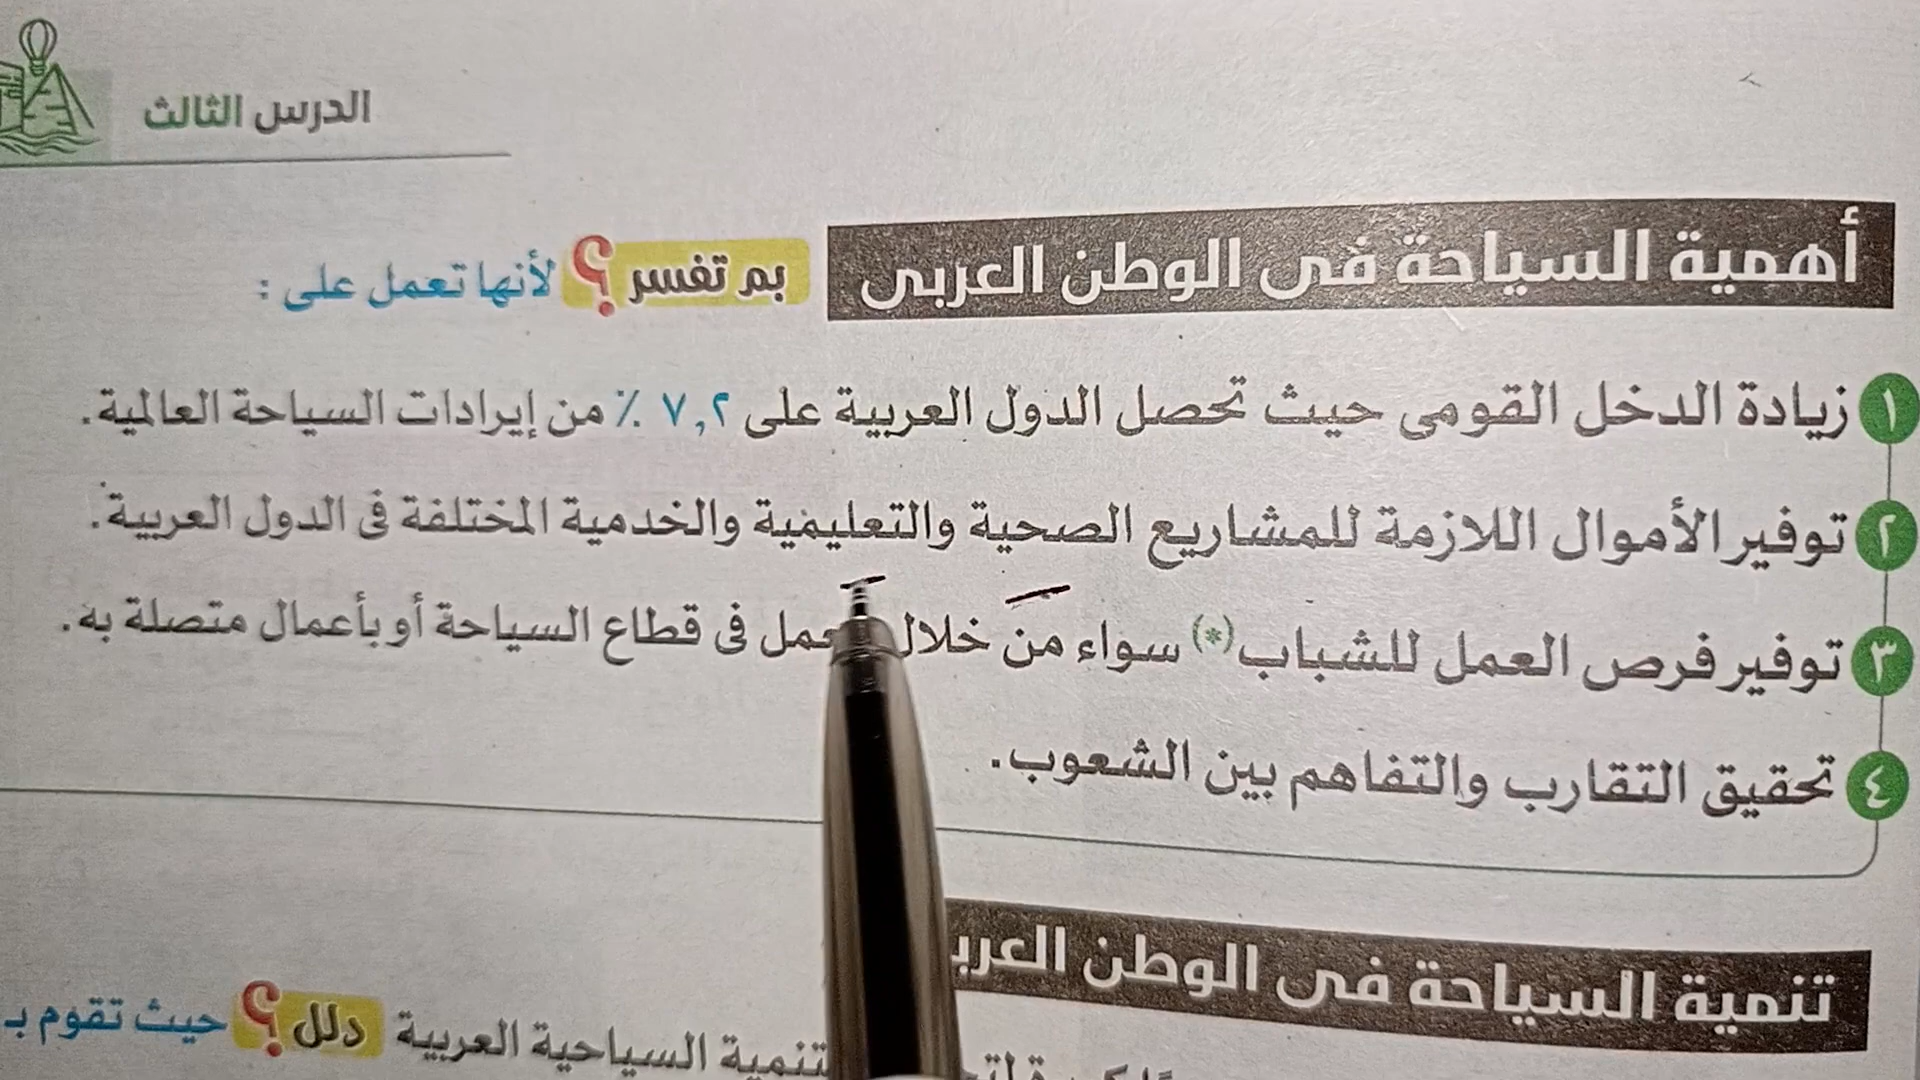 الدرس الثالث
أهمية السياحة فى الوطن العربى بم تفسر ؟ لأنها تعمل على :
١ زيادة الدخل القومى حيث تحصل الدول العربية على ٧,٢ ٪ من إيرادات السياحة العالمية.
٢ توفير الأموال اللازمة للمشاريع الصحية والتعليمية والخدمية المختلفة فى الدول العربية.
٣ توفير فرص العمل للشباب(*) سواء من خلال فى قطاع السياحة أو بأعمال متصلة به.
٤ تحقيق التقارب والتفاهم بين الشعوب.
تنمية السياحة فى الوطن
السياحية العربية دلل ؟ حيث تقوم بـ